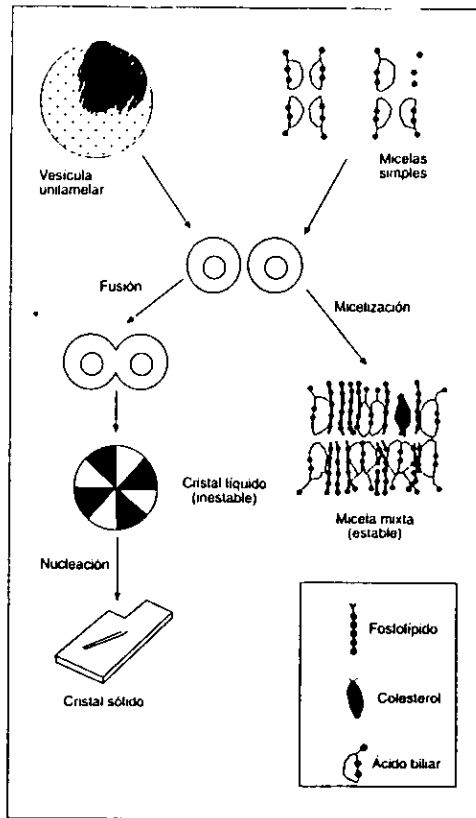 Vesícula
unilamelar
Micelas
simples
Fusión
Micelización
Cristal líquido
(inestable)
Micela mixta
(estable)
Nucleación
Cristal sólido
Fosfolípido
Colesterol
Ácido biliar